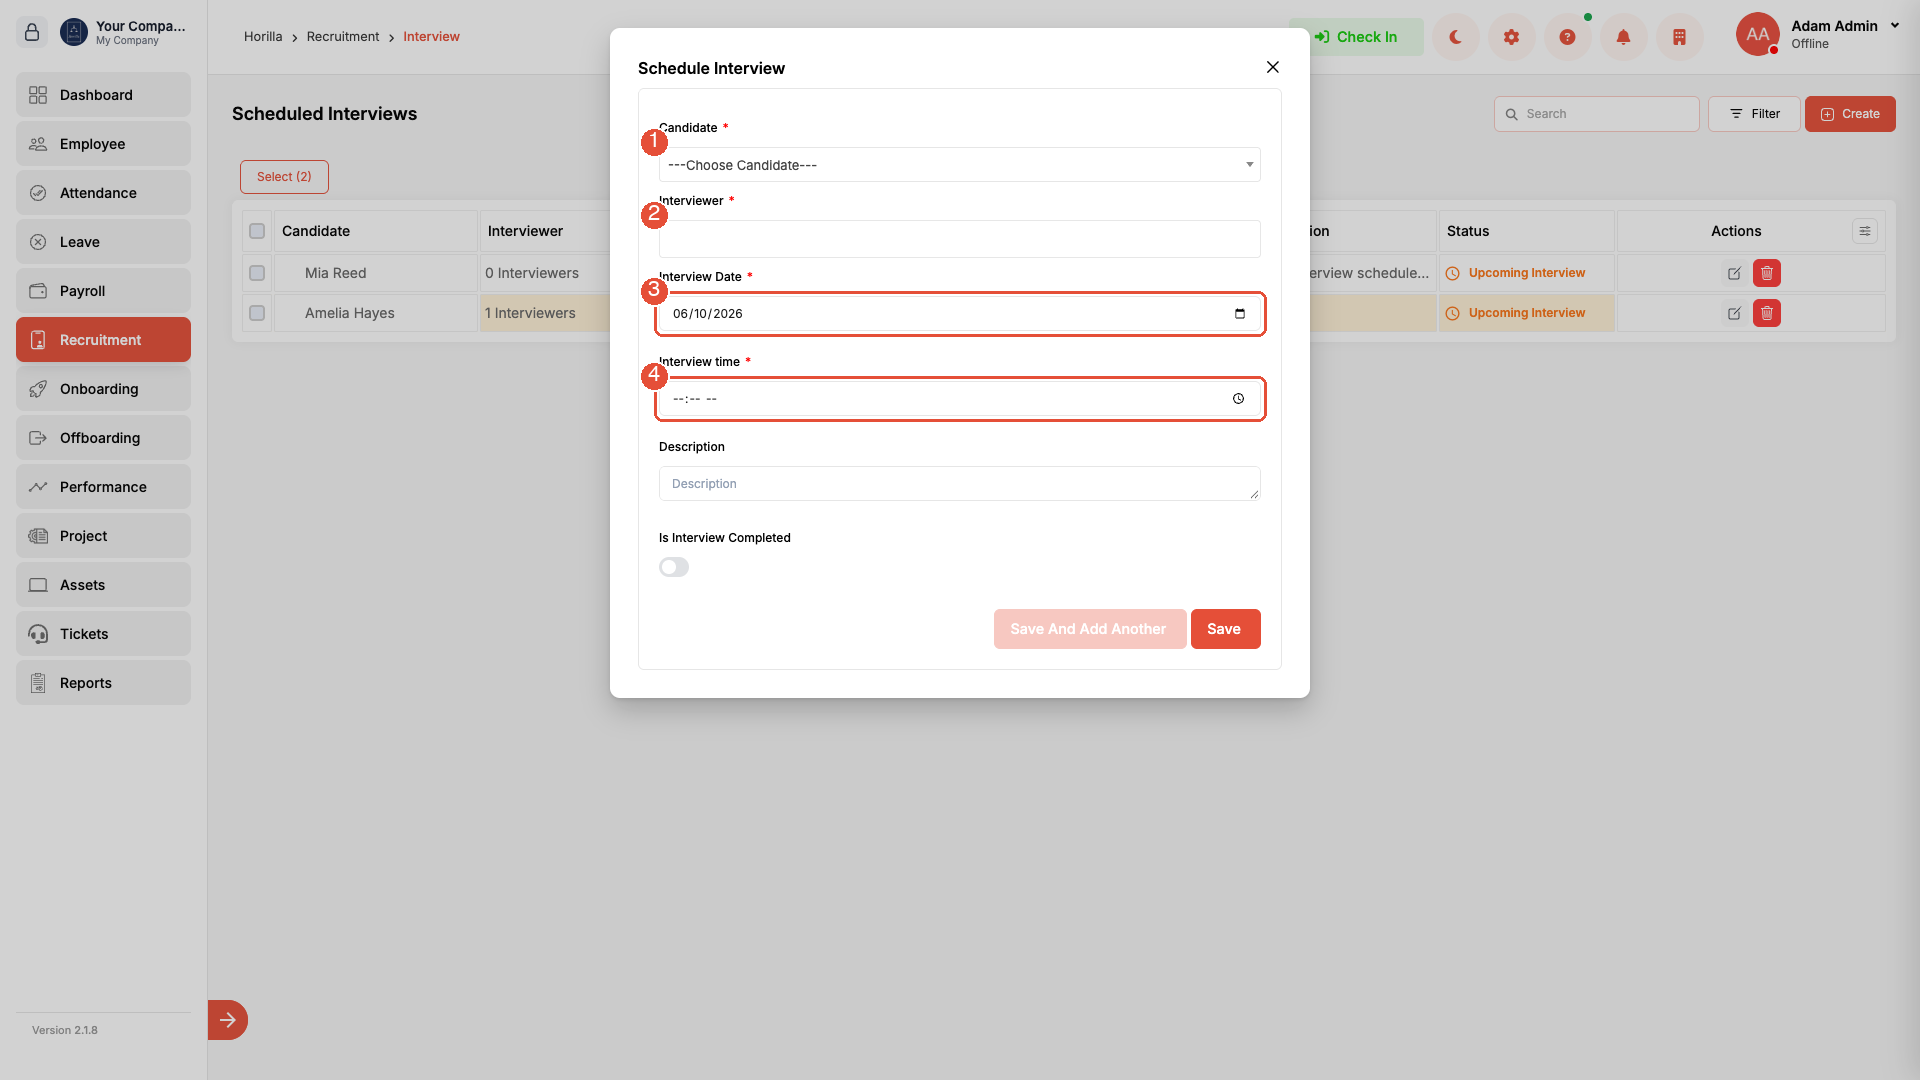 Your Compa...
My Company
Horilla
Recruitment
Interview
Check In
AA
Adam Admin
Offline
Dashboard
Employee
Attendance
Leave
Payroll
Recruitment
Onboarding
Offboarding
Performance
Project
Assets
Tickets
Reports
Version 2.1.8
Scheduled Interviews
Search
Filter
Create
Select (2)
Candidate
Interviewer
ion
Status
Actions
Mia Reed
0 Interviewers
erview schedule...
Upcoming Interview
Amelia Hayes
1 Interviewers
Upcoming Interview
Schedule Interview
1
Candidate *
---Choose Candidate---
2
Interviewer *
3
Interview Date *
06/10/2026
4
Interview time *
--:-- --
Description
Description
Is Interview Completed
Save And Add Another
Save